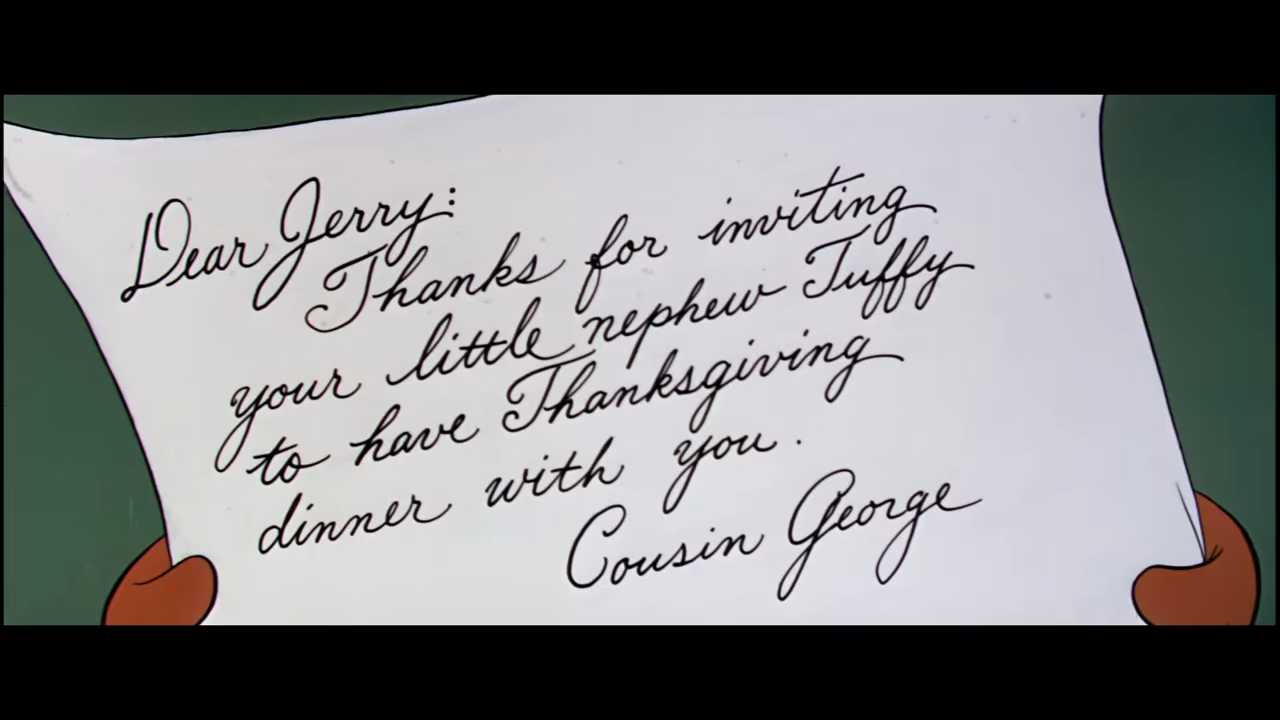 Dear Jerry:
Thanks for inviting
your little nephew Tuffy
to have Thanksgiving
dinner with you.
Cousin George